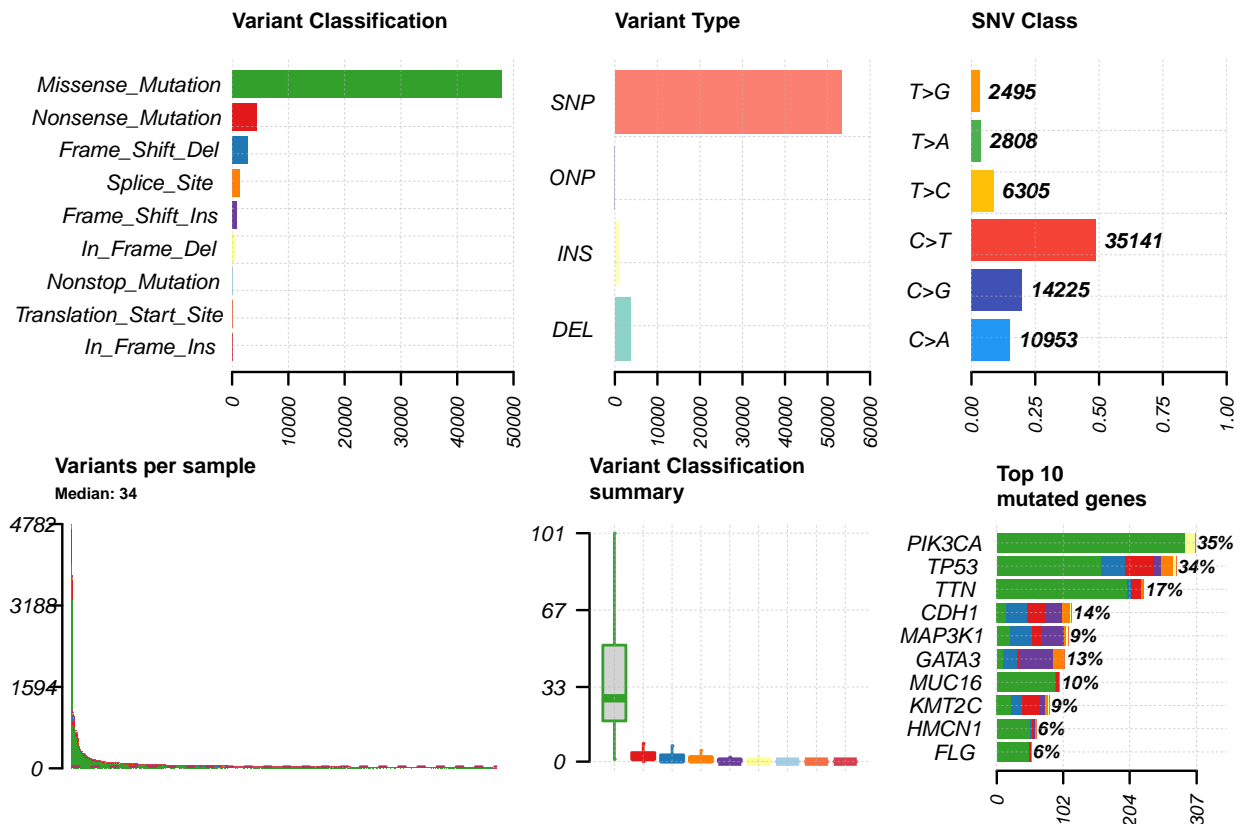 Variant Classification
Missense_Mutation
Nonsense_Mutation
Frame_Shift_Del
Splice_Site
Frame_Shift_Ins
In_Frame_Del
Nonstop_Mutation
Translation_Start_Site
In_Frame_Ins
0
10000
20000
30000
40000
50000
Variant Type
SNP
ONP
INS
DEL
0
10000
20000
30000
40000
50000
60000
SNV Class
T>G
2495
T>A
2808
T>C
6305
C>T
35141
C>G
14225
C>A
10953
0.00
0.25
0.50
0.75
1.00
Variants per sample
Median: 34
4782
3188
1594
0
Variant Classification
summary
101
67
33
0
Top 10
mutated genes
PIK3CA
35%
TP53
34%
TTN
17%
CDH1
14%
MAP3K1
9%
GATA3
13%
MUC16
10%
KMT2C
9%
HMCN1
6%
FLG
6%
0
102
204
307